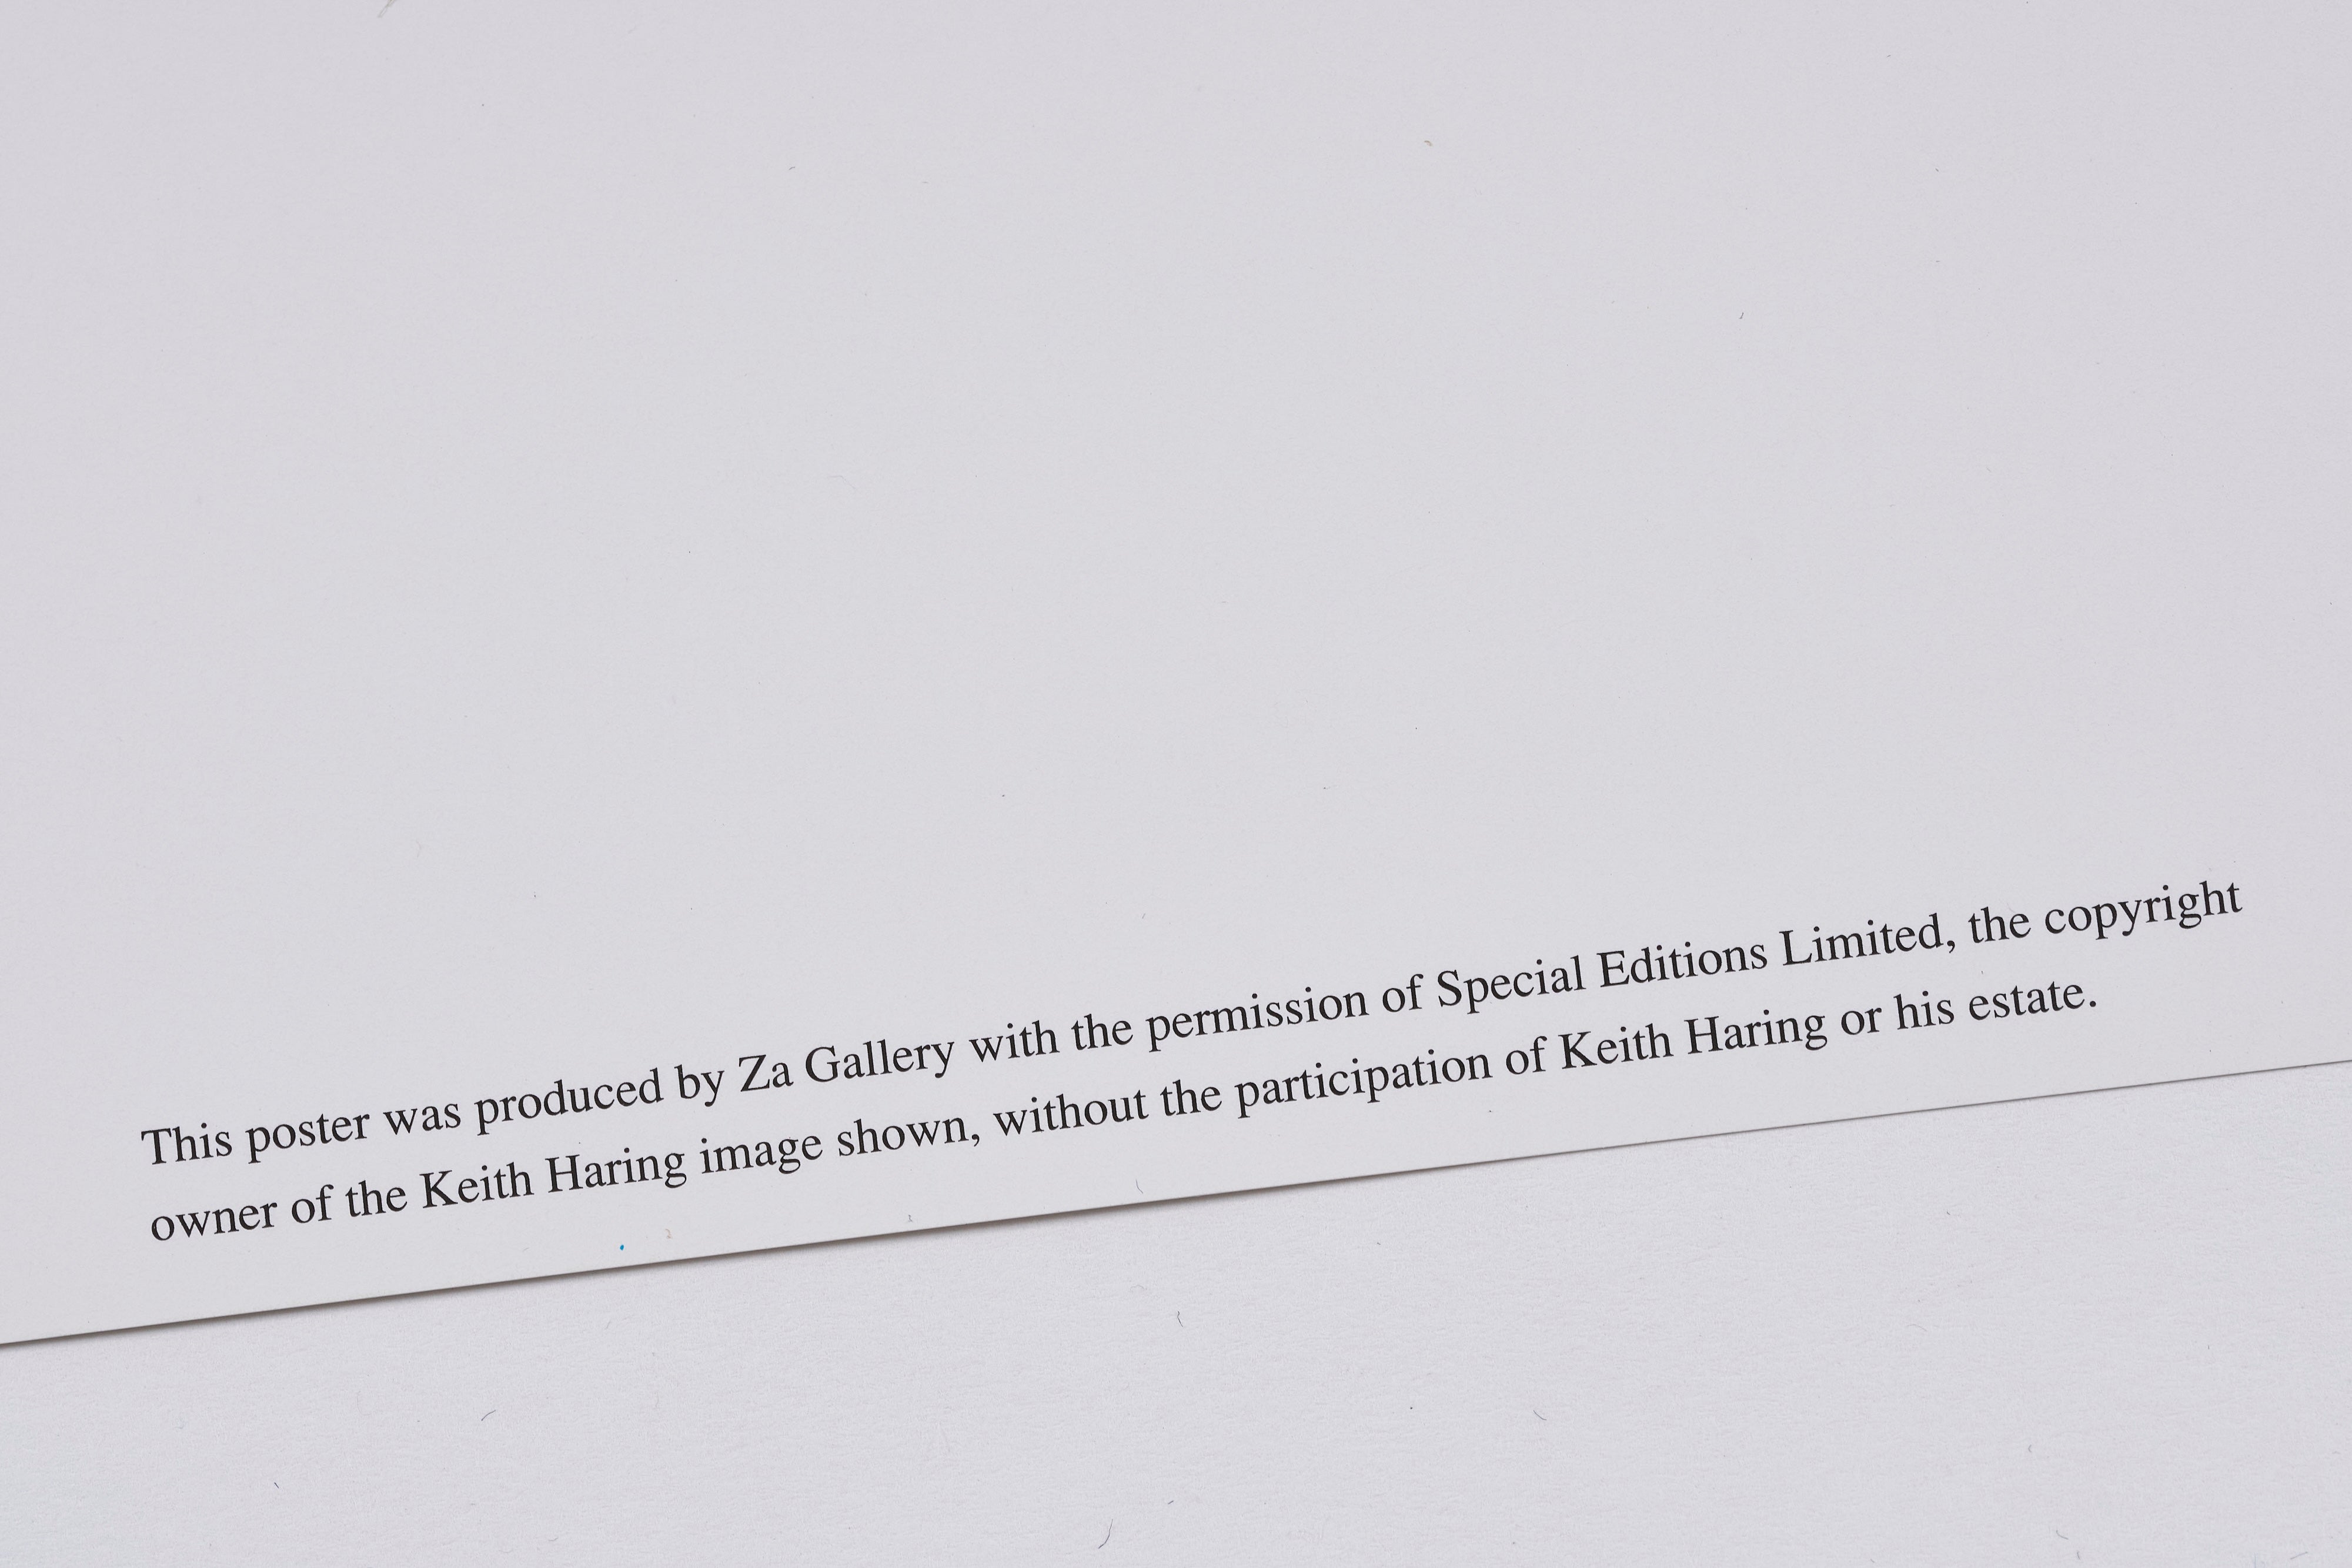 This poster was produced by Za Gallery with the permission of Special Editions Limited, the copyright
owner of the Keith Haring image shown, without the participation of Keith Haring or his estate.